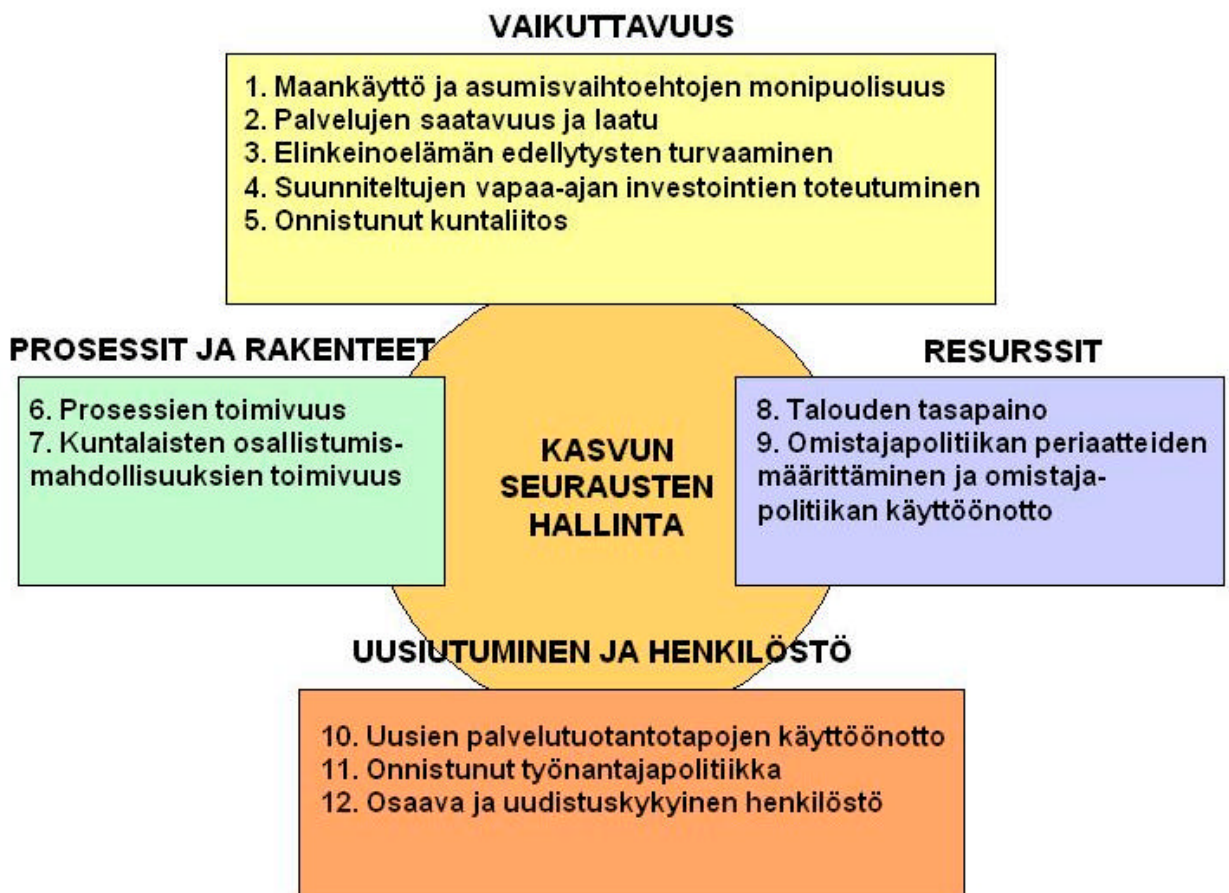 VAIKUTTAVUUS
1. Maankäyttö ja asumisvaihtoehtojen monipuolisuus
2. Palvelujen saatavuus ja laatu
3. Elinkeinoelämän edellytysten turvaaminen
4. Suunniteltujen vapaa-ajan investointien toteutuminen
5. Onnistunut kuntaliitos
PROSESSIT JA RAKENTEET
6. Prosessien toimivuus
7. Kuntalaisten osallistumis-
mahdollisuuksien toimivuus
KASVUN
SEURAUSTEN
HALLINTA
RESURSSIT
8. Talouden tasapaino
9. Omistajapolitiikan periaatteiden
määrittäminen ja omistaja-
politiikan käyttöönotto
UUSIUTUMINEN JA HENKILÖSTÖ
10. Uusien palvelutuotantotapojen käyttöönotto
11. Onnistunut työnantajapolitiikka
12. Osaava ja uudistuskykyinen henkilöstö